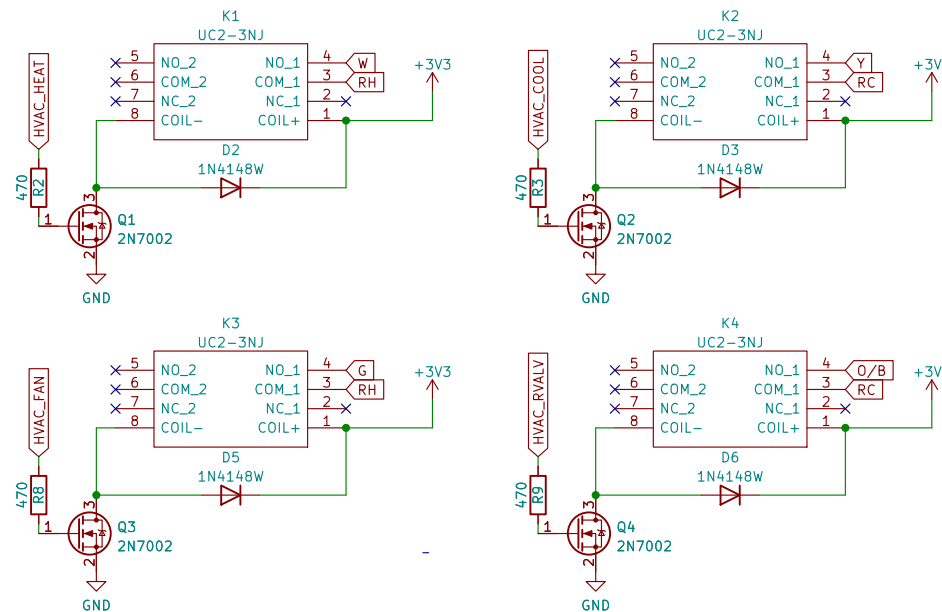 K1
UC2-3NJ
5 NO_2 NO_1 4 W
6 COM_2 COM_1 3 RH
7 NC_2 NC_1 2
8 COIL- COIL+ 1
+3V3
HVAC_HEAT
D2
1N4148W
470
R2
1
3
2
Q1
2N7002
GND
K2
UC2-3NJ
5 NO_2 NO_1 4 Y
6 COM_2 COM_1 3 RC
7 NC_2 NC_1 2
8 COIL- COIL+ 1
+3V
HVAC_COOL
D3
1N4148W
470
R3
1
3
2
Q2
2N7002
GND
K3
UC2-3NJ
5 NO_2 NO_1 4 G
6 COM_2 COM_1 3 RH
7 NC_2 NC_1 2
8 COIL- COIL+ 1
+3V3
HVAC_FAN
D5
1N4148W
470
R8
1
3
2
Q3
2N7002
GND
K4
UC2-3NJ
5 NO_2 NO_1 4 O/B
6 COM_2 COM_1 3 RC
7 NC_2 NC_1 2
8 COIL- COIL+ 1
+3V
HVAC_RVALV
D6
1N4148W
470
R9
1
3
2
Q4
2N7002
GND